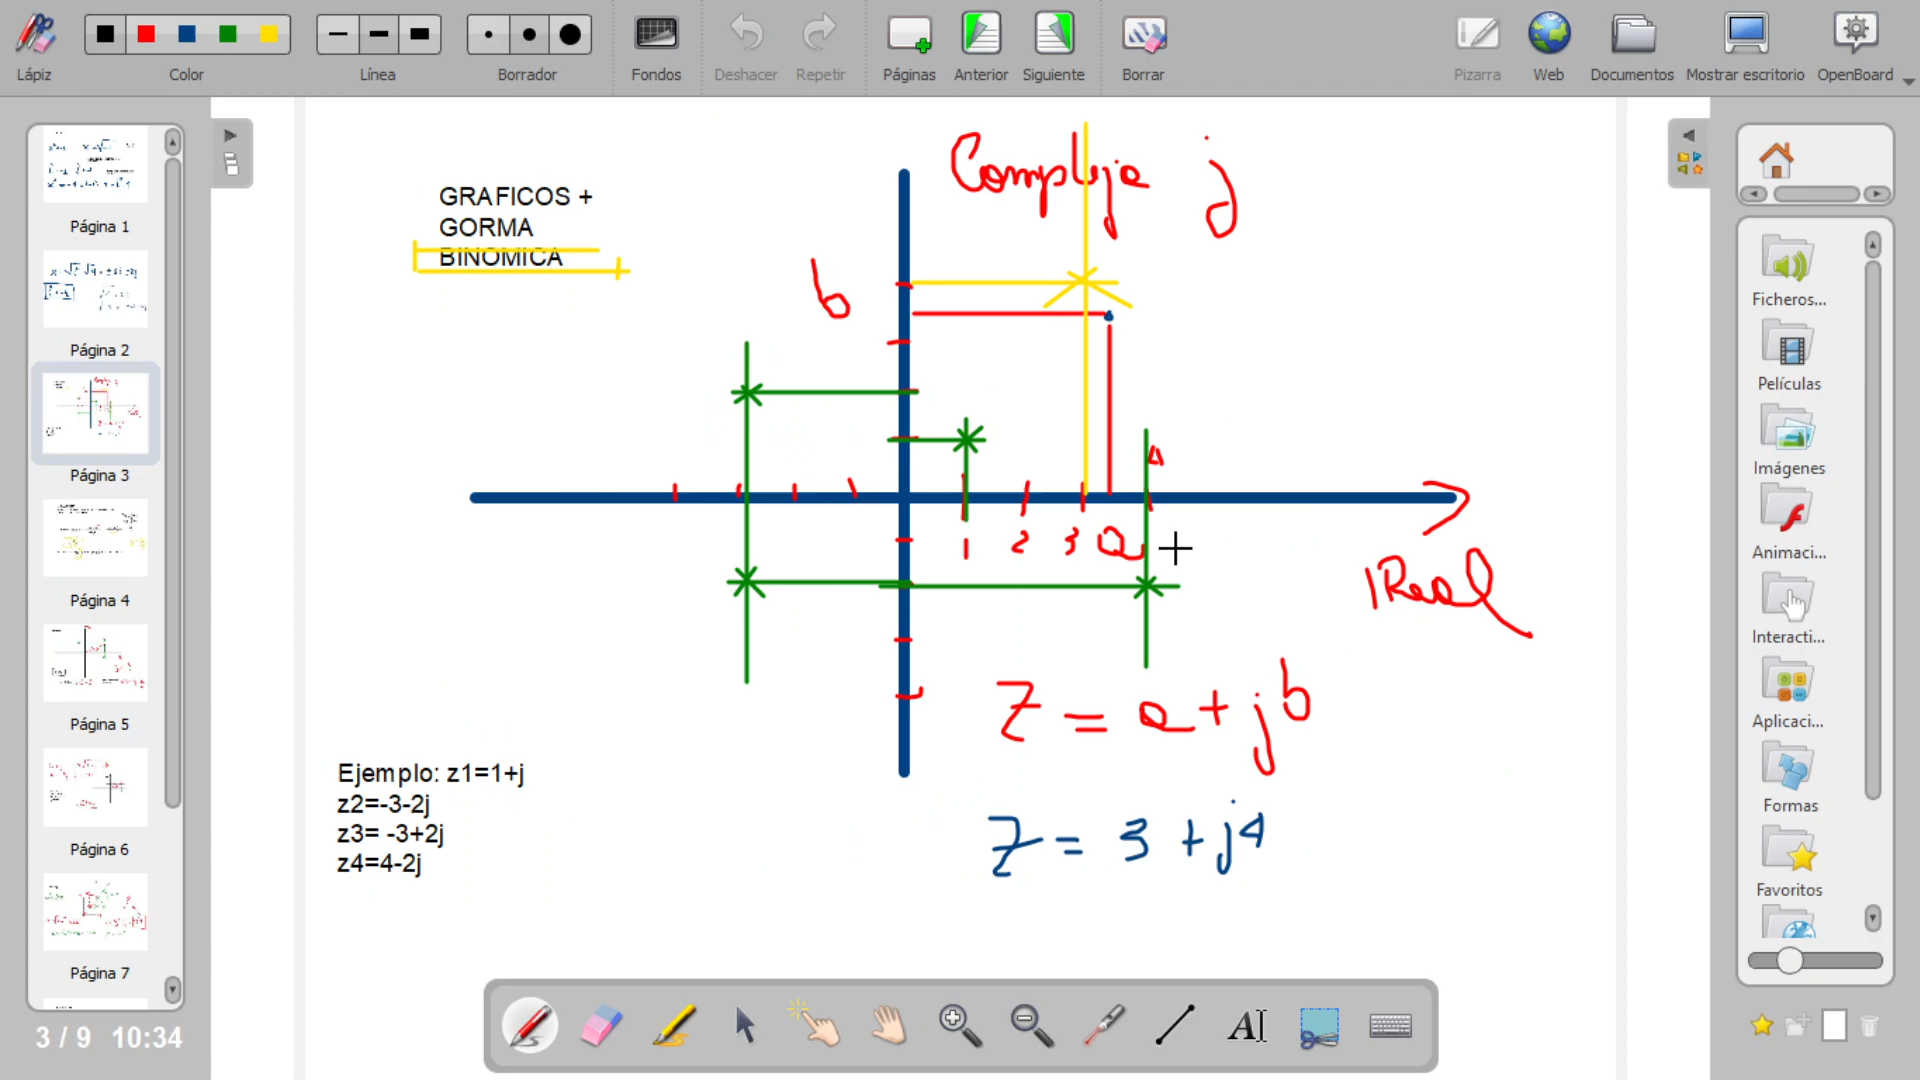 Lápiz
Color
Línea
Borrador
Fondos
Deshacer
Repetir
Páginas
Anterior
Siguiente
Borrar
Pizarra
Web
Documentos
Mostrar escritorio
OpenBoard
Página 1
Página 2
Página 3
Página 4
Página 5
Página 6
Página 7
3 / 9 10:34
GRAFICOS +
GORMA
BINOMICA
Compleja j
b
4
1 2 3 a
Real
Z = a + jb
Z = 3 + j4
Ejemplo: z1=1+j
z2=-3-2j
z3= -3+2j
z4=4-2j
Ficheros...
Películas
Imágenes
Animaci...
Interacti...
Aplicaci...
Formas
Favoritos